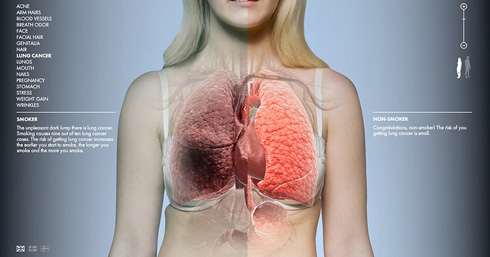 ACNE
ARM HAIRS
BLOOD VESSELS
BREATH ODOR
FACE
FACIAL HAIR
GENITALIA
HAIR
LUNG CANCER
LUNGS
MOUTH
NAILS
PREGNANCY
STOMACH
STRESS
WEIGHT GAIN
WRINKLES
SMOKER
The unpleasant dark lump there is lung cancer.
Smoking causes nine out of ten lung cancer
cases. The risk of getting lung cancer increases
the earlier you start to smoke, the longer you
smoke and the more you smoke.
NON-SMOKER
Congratulations, non-smoker! The risk of you
getting lung cancer is small.